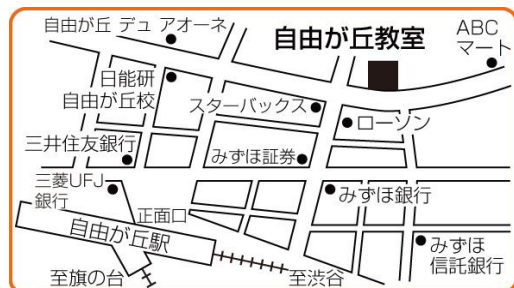 自由が丘 デュ アオーネ
自由が丘教室
ABC
マート
日能研
自由が丘校
スターバックス
ローソン
三井住友銀行
みずほ証券
三菱UFJ
銀行
みずほ銀行
正面口
自由が丘駅
みずほ
信託銀行
至旗の台
至渋谷